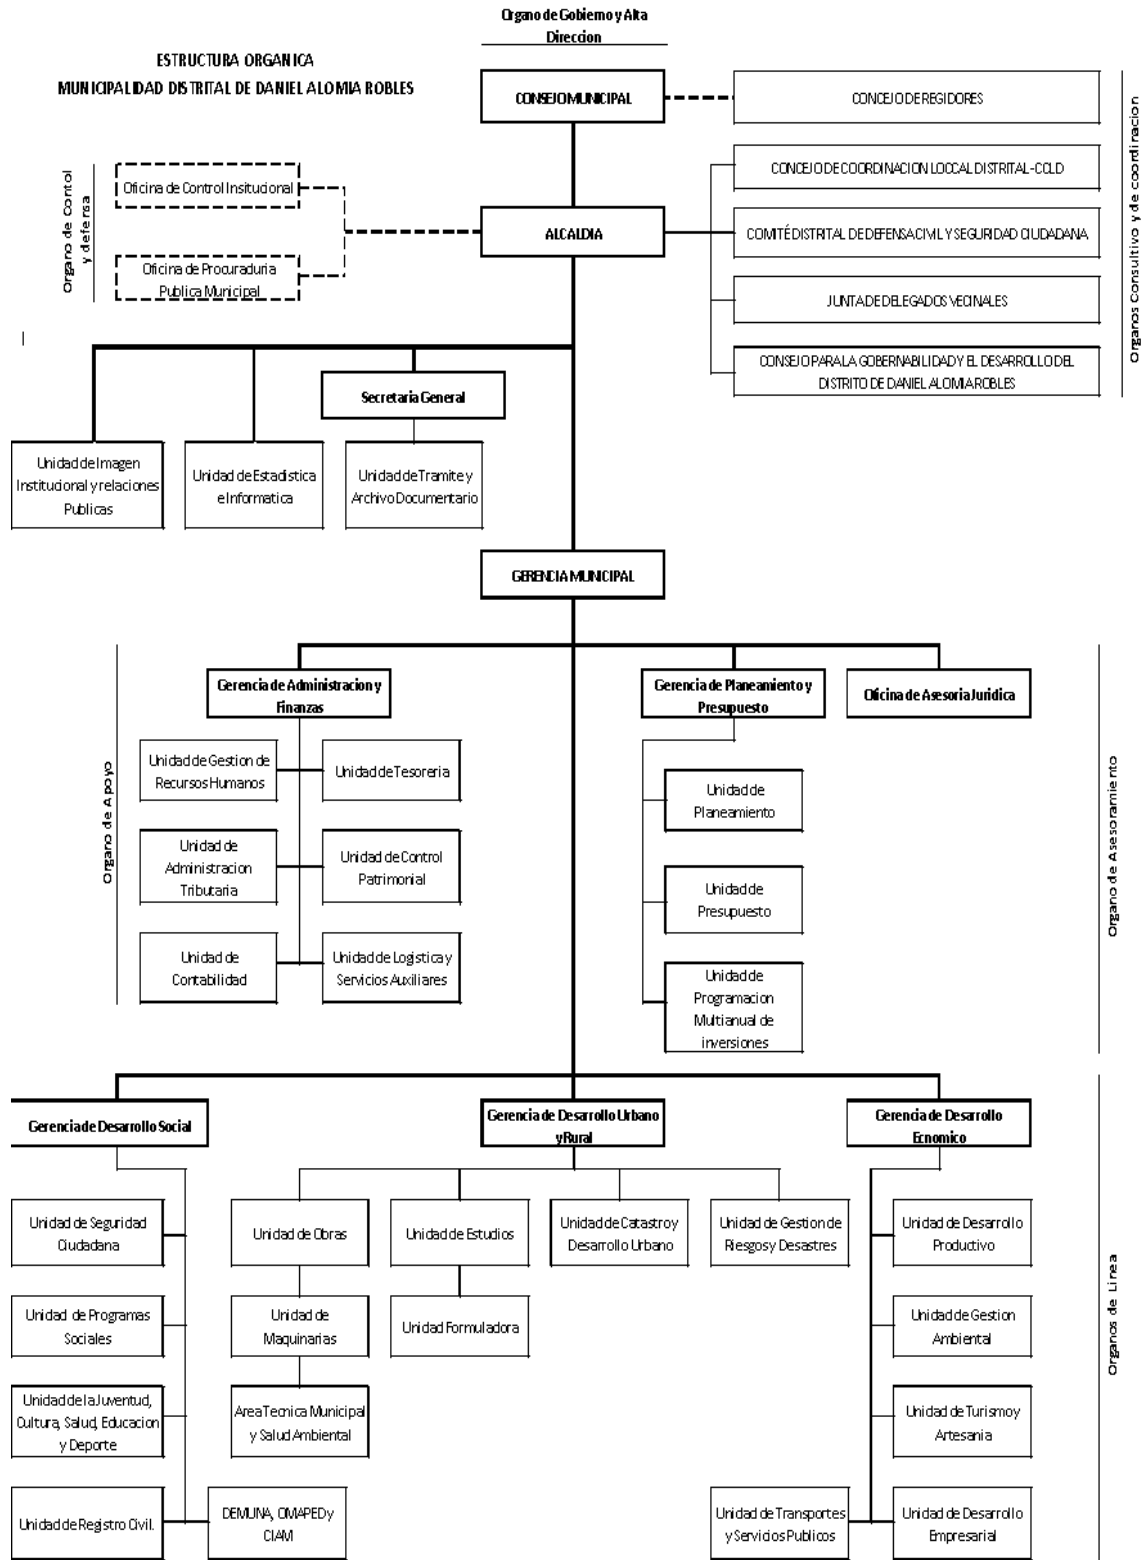 Organo de Gobierno y Alta
Direccion
ESTRUCTURA ORGANICA
MUNICIPALIDAD DISTRITAL DE DANIEL ALOMIA ROBLES
CONSEJO MUNICIPAL
CONCEJO DE REGIDORES
Organos Consultivo y de coordinacion
CONCEJO DE COORDINACION LOCCAL DISTRITAL-CCLD
Organo de Contol
y defensa
Oficina de Control Insitucional
ALCALDIA
COMITÉ DISTRITAL DE DEFENSA CIVIL Y SEGURIDAD CIUDADANA
Oficina de Procuraduria
Publica Municipal
JUNTA DE DELEGADOS VECINALES
CONSEJO PARA LA GOBERNABILIDAD Y EL DESARROLLO DEL
DISTRITO DE DANIEL ALOMIA ROBLES
Secretaria General
Unidad de Imagen
Institucional y relaciones
Publicas
Unidad de Estadistica
e Informatica
Unidad de Tramite y
Archivo Documentario
GERENCIA MUNICIPAL
Gerencia de Administracion y
Finanzas
Gerencia de Planeamiento y
Presupuesto
Oficina de Asesoria Juridica
Organo de Apoyo
Unidad de Gestion de
Recursos Humanos
Unidad de Tesoreria
Unidad de
Administracion
Tributaria
Unidad de Control
Patrimonial
Unidad de
Contabilidad
Unidad de Logistica y
Servicios Auxiliares
Unidad de
Planeamiento
Unidad de
Presupuesto
Unidad de
Programacion
Multianual de
inversiones
Organo de Asesoramiento
Gerencia de Desarrollo Social
Gerencia de Desarrollo Urbano
y Rural
Gerencia de Desarrollo
Ecnomico
Unidad de Seguridad
Ciudadana
Unidad de Obras
Unidad de Estudios
Unidad de Catastro y
Desarrollo Urbano
Unidad de Gestion de
Riesgos y Desastres
Unidad de Desarrollo
Productivo
Unidad de Programas
Sociales
Unidad de
Maquinarias
Unidad Formuladora
Unidad de Gestion
Ambiental
Organos de Linea
Unidad de la Juventud,
Cultura, Salud, Educacion
y Deporte
Area Tecnica Municipal
y Salud Ambiental
Unidad de Turismo y
Artesania
Unidad de Registro Civil.
DEMUNA, OMAPED y
CIAM
Unidad de Transportes
y Servicios Publicos
Unidad de Desarrollo
Empresarial